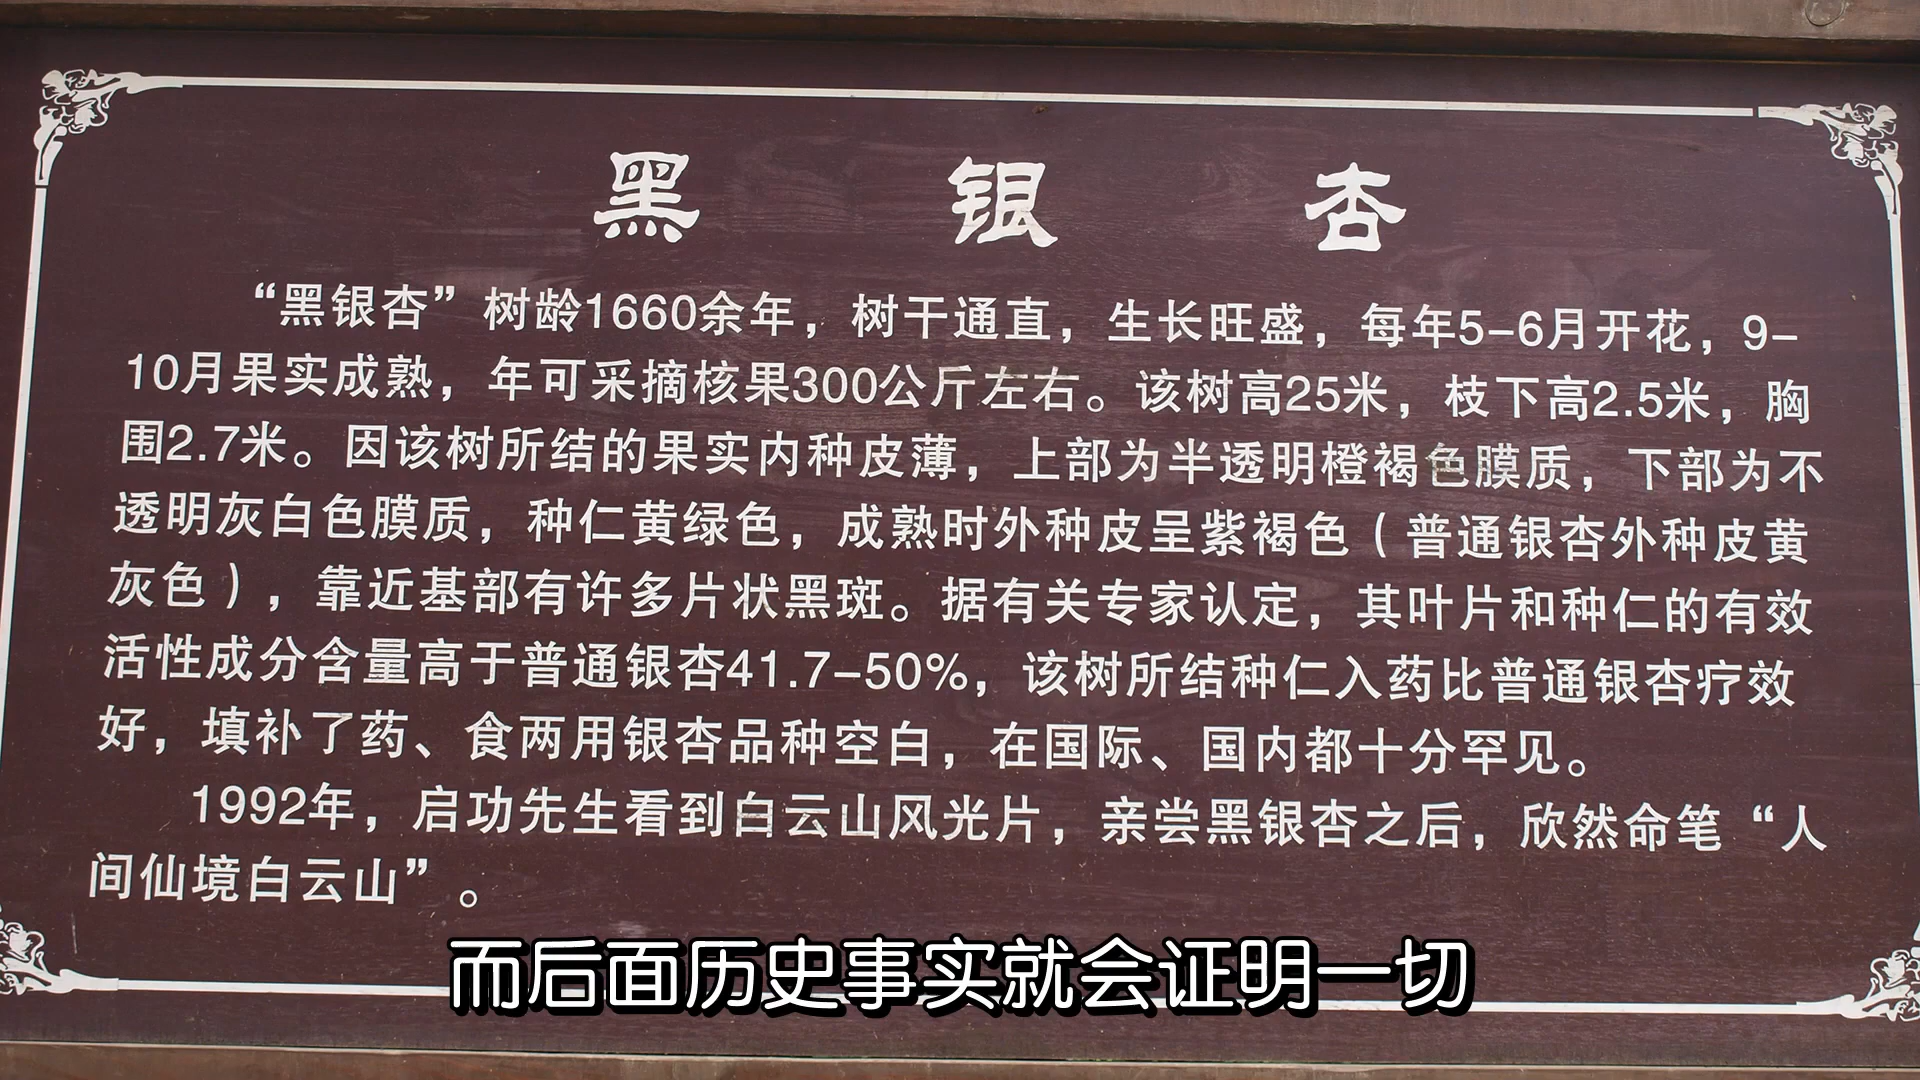 黑银杏
“黑银杏”树龄1660余年，树干通直，生长旺盛，每年5-6月开花，9-
10月果实成熟，年可采摘核果300公斤左右。该树高25米，枝下高2.5米，胸
围2.7米。因该树所结的果实内种皮薄，上部为半透明橙褐色膜质，下部为不
透明灰白色膜质，种仁黄绿色，成熟时外种皮呈紫褐色（普通银杏外种皮黄
灰色），靠近基部有许多片状黑斑。据有关专家认定，其叶片和种仁的有效
活性成分含量高于普通银杏41.7-50%，该树所结种仁入药比普通银杏疗效
好，填补了药、食两用银杏品种空白，在国际、国内都十分罕见。
1992年，启功先生看到白云山风光片，亲尝黑银杏之后，欣然命笔“人
间仙境白云山”。
而后面历史事实就会证明一切